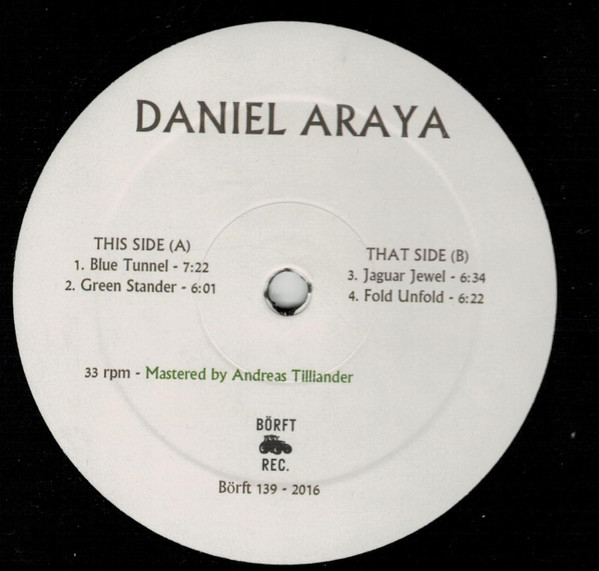 DANIEL ARAYA
THIS SIDE (A)
1. Blue Tunnel - 7:22
2. Green Stander - 6:01
THAT SIDE (B)
3. Jaguar Jewel - 6:34
4. Fold Unfold - 6:22
33 rpm - Mastered by Andreas Tilliander
BÖRFT
REC.
Börft 139 - 2016